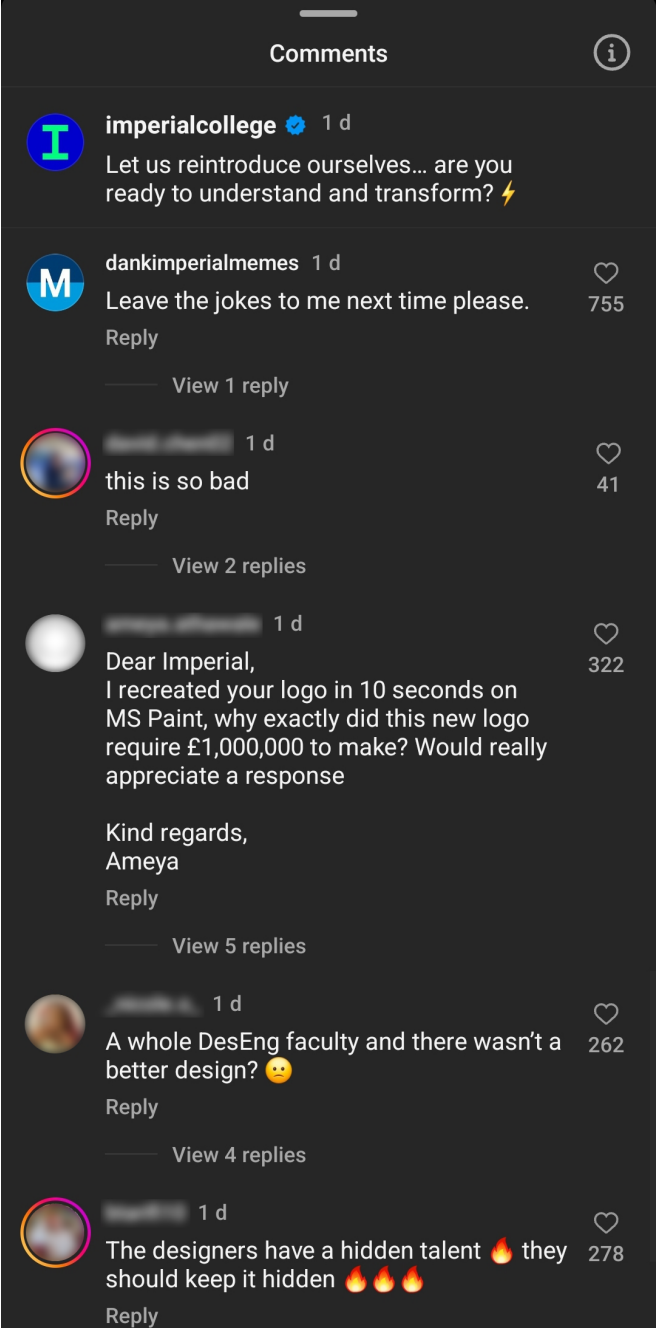 Comments
imperialcollege 1 d
Let us reintroduce ourselves... are you
ready to understand and transform?⚡
dankimperialmemes 1 d
Leave the jokes to me next time please.
755
Reply
View 1 reply
1 d
this is so bad
41
Reply
View 2 replies
1 d
Dear Imperial,
322
I recreated your logo in 10 seconds on
MS Paint, why exactly did this new logo
require £1,000,000 to make? Would really
appreciate a response
Kind regards,
Ameya
Reply
View 5 replies
1 d
A whole DesEng faculty and there wasn't a
262
better design? 🙁
Reply
View 4 replies
1 d
The designers have a hidden talent 🔥 they
278
should keep it hidden 🔥🔥🔥
Reply